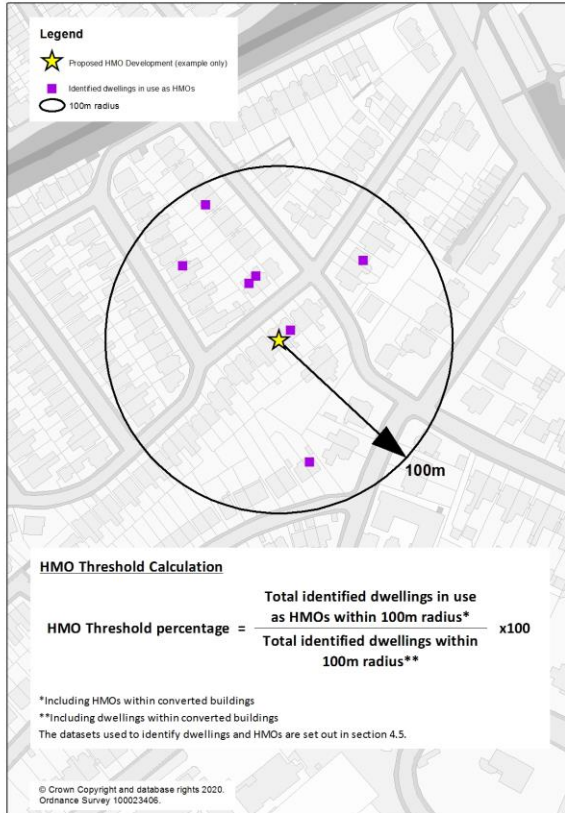 Legend
Proposed HMO Development (example only)
Identified dwellings in use as HMOs
100m radius
100m
HMO Threshold Calculation
HMO Threshold percentage = Total identified dwellings in use
as HMOs within 100m radius*
Total identified dwellings within
100m radius**
x100
*Including HMOs within converted buildings
**Including dwellings within converted buildings
The datasets used to identify dwellings and HMOs are set out in section 4.5.
© Crown Copyright and database rights 2020.
Ordnance Survey 100023406.